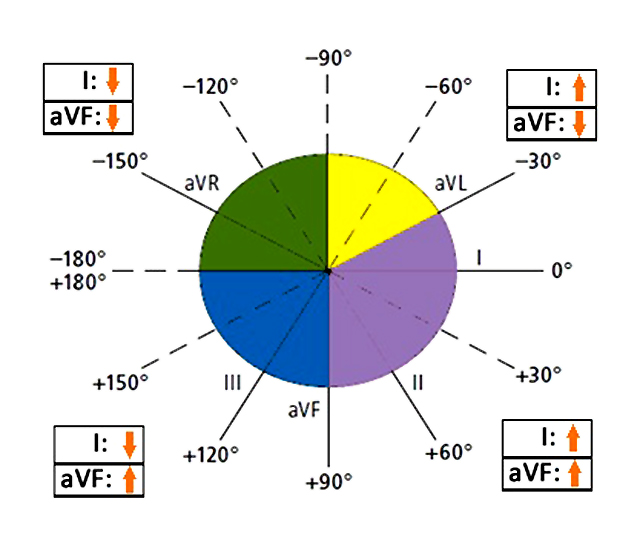 −90°
I:
aVF:
−120°
−60°
I:
aVF:
−150°
aVR
aVL
−30°
−180°
+180°
I
0°
+150°
III
aVF
II
+30°
I:
aVF:
+120°
+90°
+60°
I:
aVF: